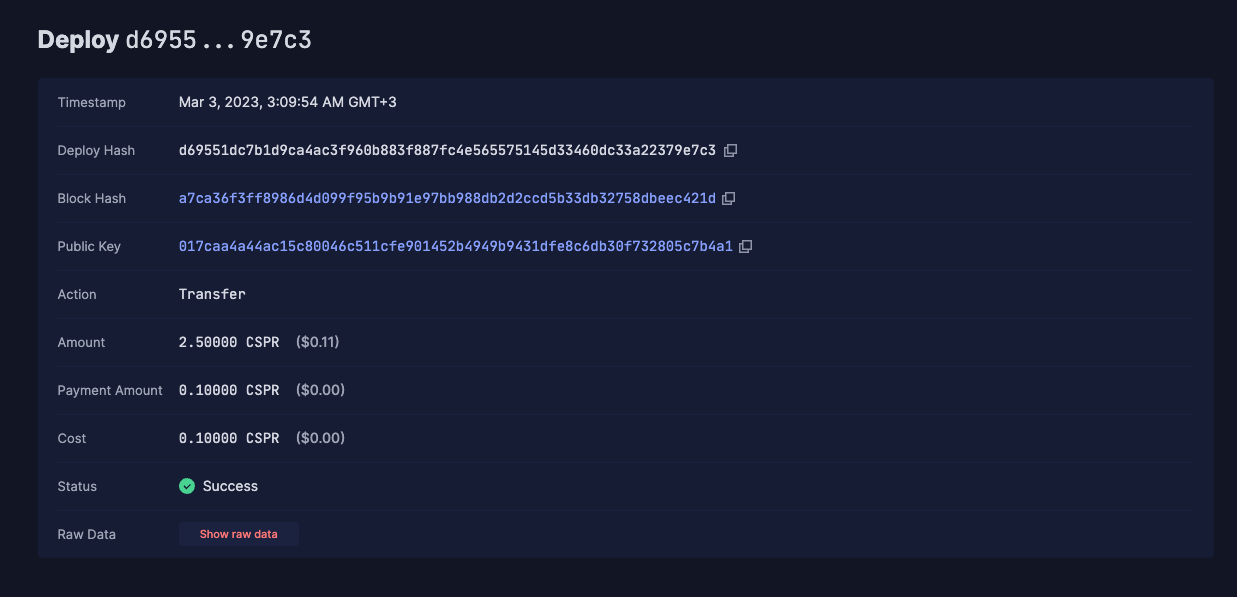 Deploy d6955...9e7c3
Timestamp Mar 3, 2023, 3:09:54 AM GMT+3
Deploy Hash d69551dc7b1d9ca4ac3f960b883f887fc4e565575145d33460dc33a22379e7c3
Block Hash a7ca36f3ff8986d4d099f95b9b91e97bb988db2d2ccd5b33db32758dbeec421d
Public Key 017caa4a44ac15c80046c511cfe901452b4949b9431dfe8c6db30f732805c7b4a1
Action Transfer
Amount 2.50000 CSPR ($0.11)
Payment Amount 0.10000 CSPR ($0.00)
Cost 0.10000 CSPR ($0.00)
Status Success
Raw Data Show raw data